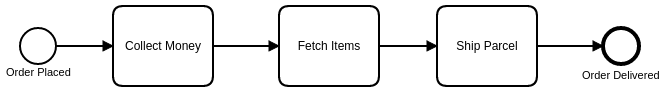 Collect Money
Fetch Items
Ship Parcel
Order Placed
Order Delivered